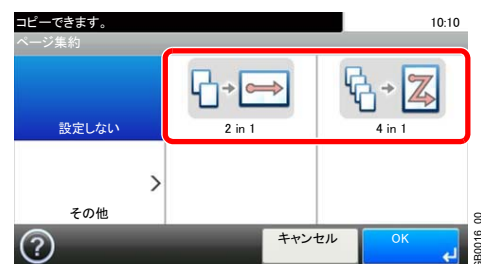 コピーできます。 10:10
ページ集約
設定しない 2 in 1 4 in 1
その他
? キャンセル OK
GB0016_00